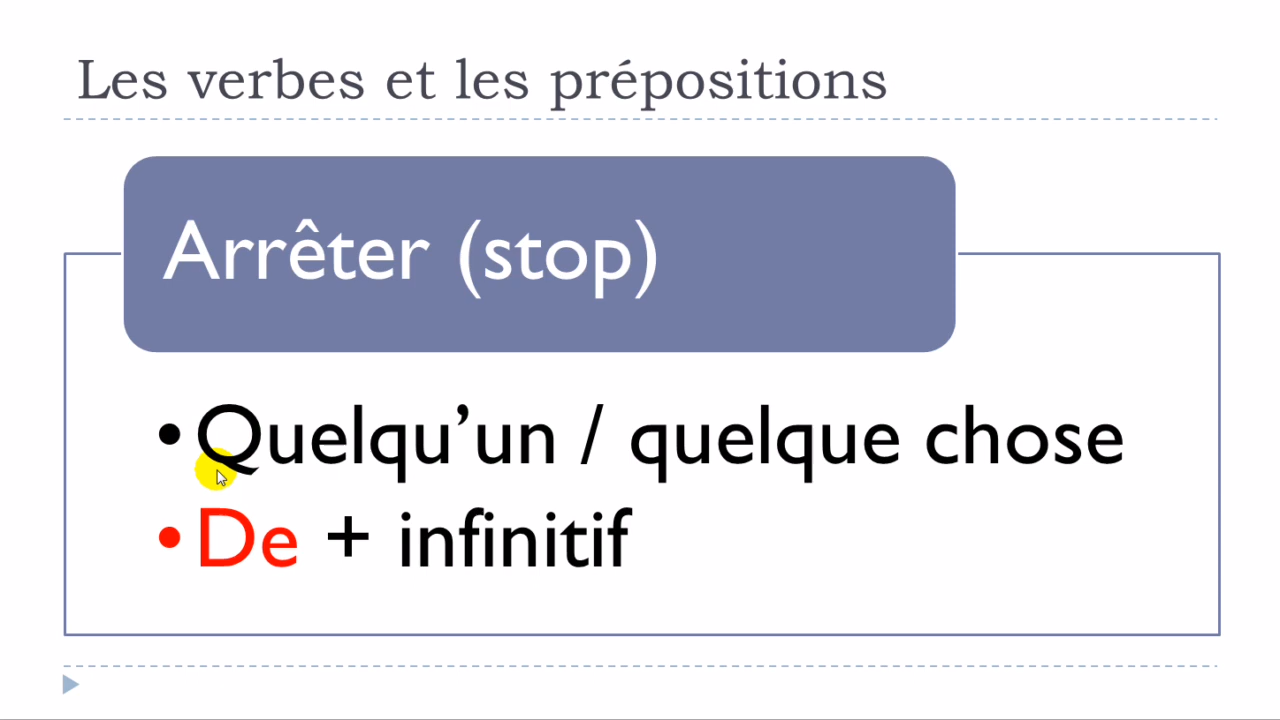 Les verbes et les prépositions
Arrêter (stop)
•Quelqu’un / quelque chose
•De + infinitif